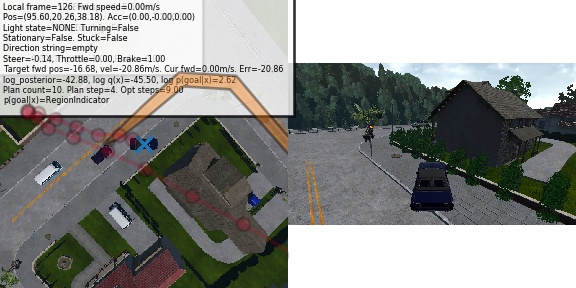 Local frame=126: Fwd speed=0.00m/s
Pos=(95.60,20.26,38.18). Acc=(0.00,-0.00,0.00)
Light state=NONE: Turning=False
Stationary=False. Stuck=False
Direction string=empty
Steer=-0.14, Throttle=0.00, Brake=1.00
Target fwd pos=-16.68, vel=-20.86m/s. Cur fwd=0.00m/s. Err=-20.86
log_posterior=-42.88, log q(x)=-45.50, log p(goal|x)=2.62
Plan count=10. Plan step=4. Opt steps=9.00
p(goal|x)=RegionIndicator